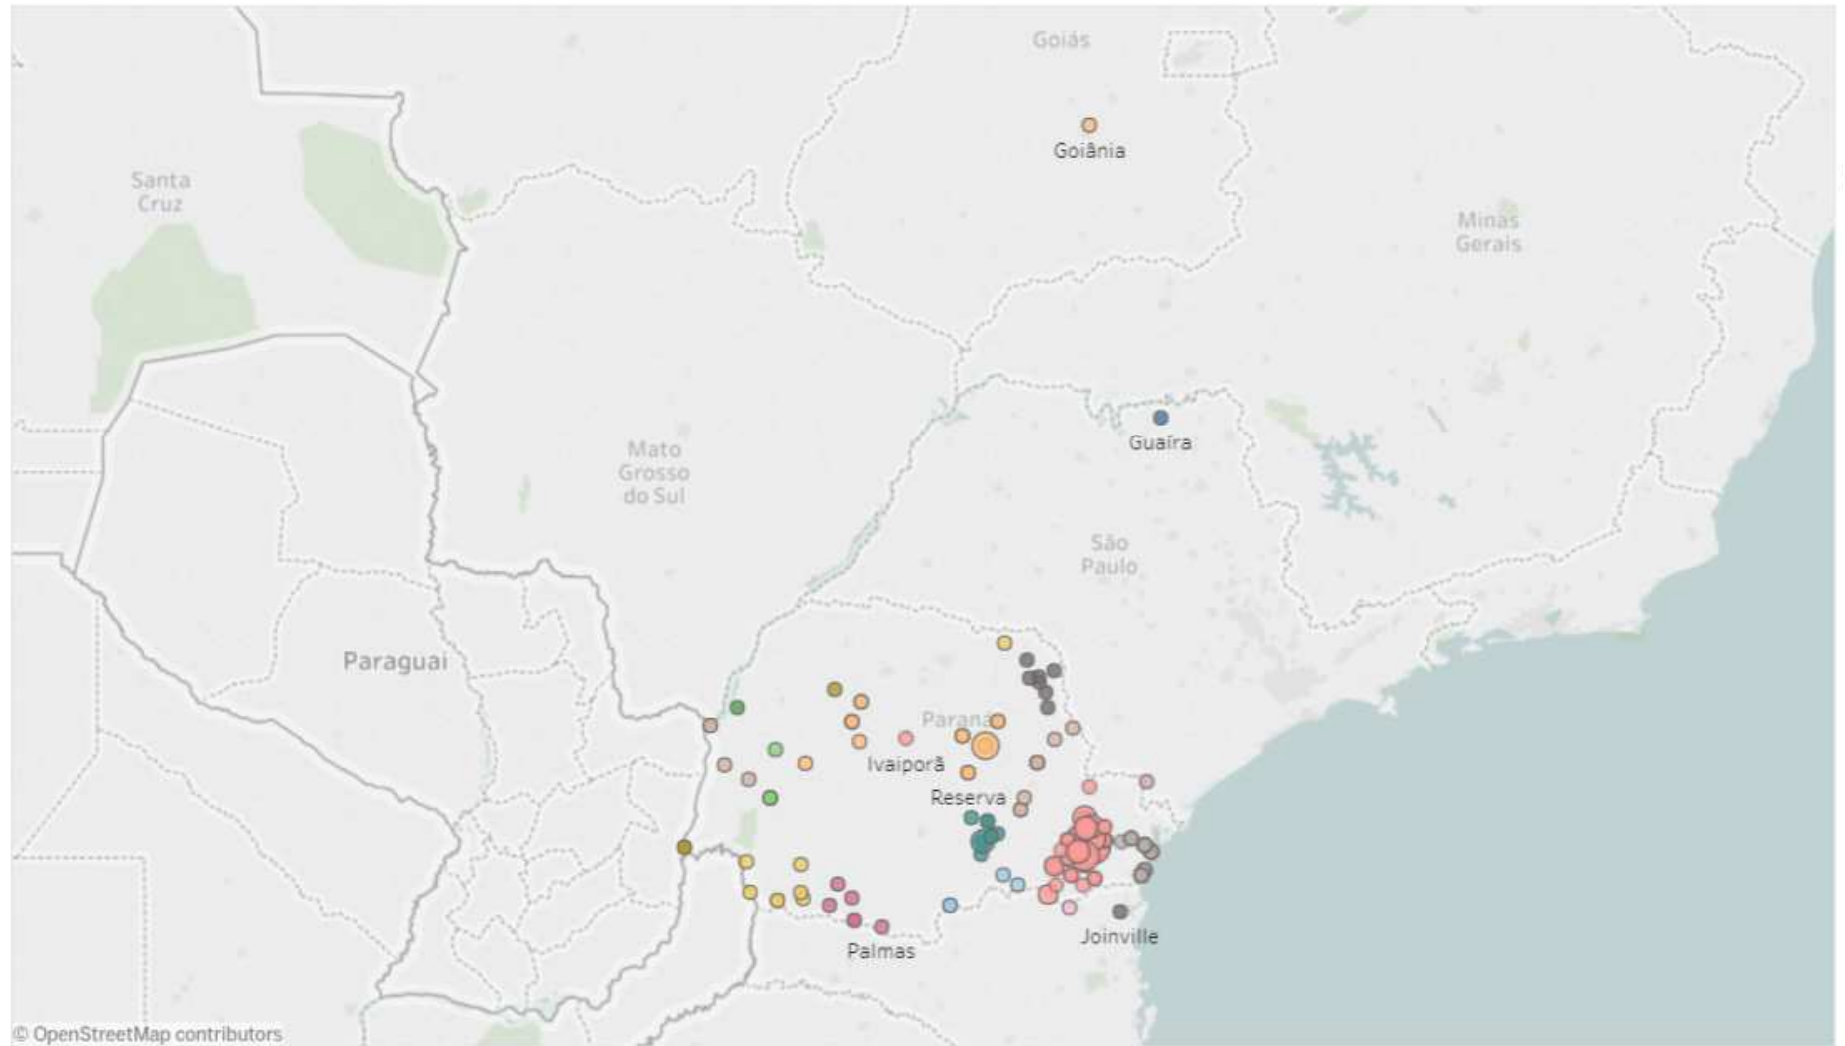 Goiás
Goiânia
Santa
Cruz
Minas
Gerais
Guaíra
Mato
Grosso
do Sul
São
Paulo
Paraguai
Paraná
Ivaiporã
Reserva
Joinville
Palmas
© OpenStreetMap contributors